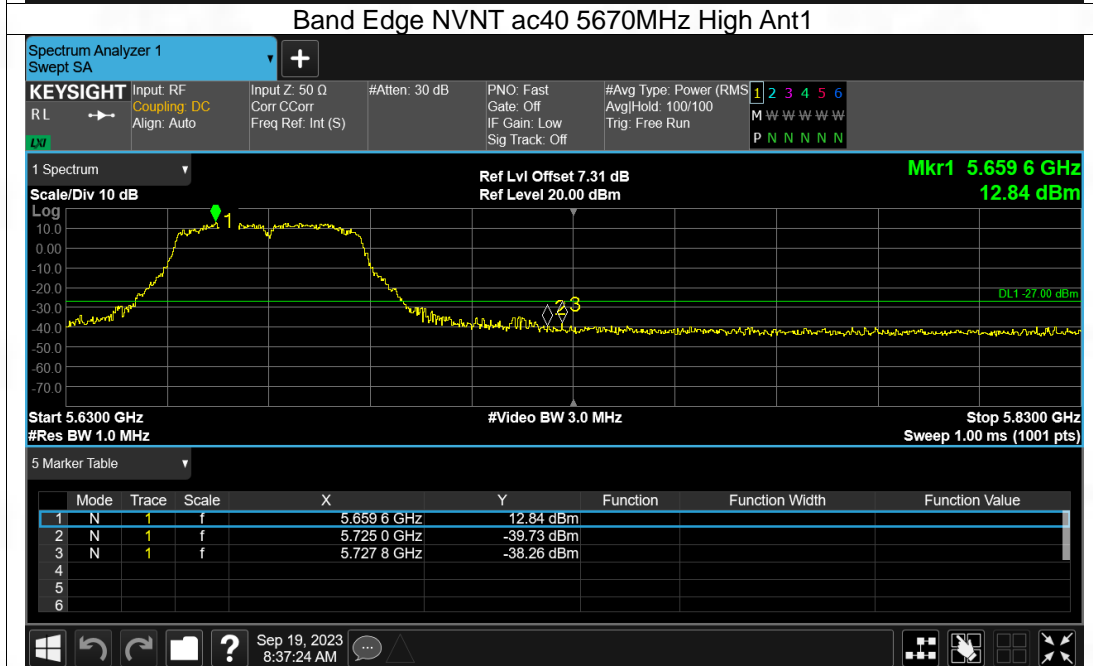 Band Edge NVNT ac40 5670MHz High Ant1
Spectrum Analyzer 1
Swept SA
+
KEYSIGHT Input: RF Input Z: 50 Ω #Atten: 30 dB PNO: Fast #Avg Type: Power (RMS 1 2 3 4 5 6
RL Coupling: DC Corr CCorr Gate: Off Avg|Hold: 100/100 M W W W W W W
Align: Auto Freq Ref: Int (S) IF Gain: Low Trig: Free Run
LXI Sig Track: Off P N N N N N N
1 Spectrum Ref Lvl Offset 7.31 dB Mkr1 5.659 6 GHz
Scale/Div 10 dB Ref Level 20.00 dBm 12.84 dBm
Log
1
10.0
0.00
-10.0
-20.0
DL1 -27.00 dBm
-30.0
2 3
-40.0
-50.0
-60.0
-70.0
Start 5.6300 GHz #Video BW 3.0 MHz Stop 5.8300 GHz
#Res BW 1.0 MHz Sweep 1.00 ms (1001 pts)
5 Marker Table
Mode Trace Scale X Y Function Function Width Function Value
1 N 1 f 5.659 6 GHz 12.84 dBm
2 N 1 f 5.725 0 GHz -39.73 dBm
3 N 1 f 5.727 8 GHz -38.26 dBm
4
5
6
? Sep 19, 2023
8:37:24 AM